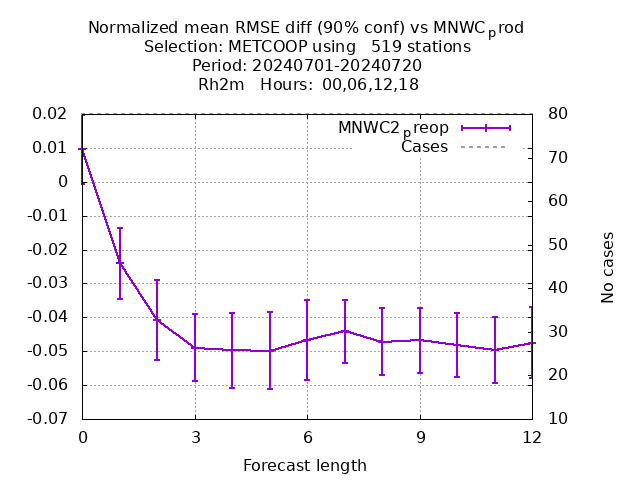 Normalized mean RMSE diff (90% conf) vs MNWC_prod
Selection: METCOOP using   519 stations
Period: 20240701-20240720
Rh2m   Hours:  00,06,12,18
MNWC2_preop
Cases
0.02
0.01
0
-0.01
-0.02
-0.03
-0.04
-0.05
-0.06
-0.07
80
70
60
50
40
30
20
10
No cases
0 3 6 9 12
Forecast length